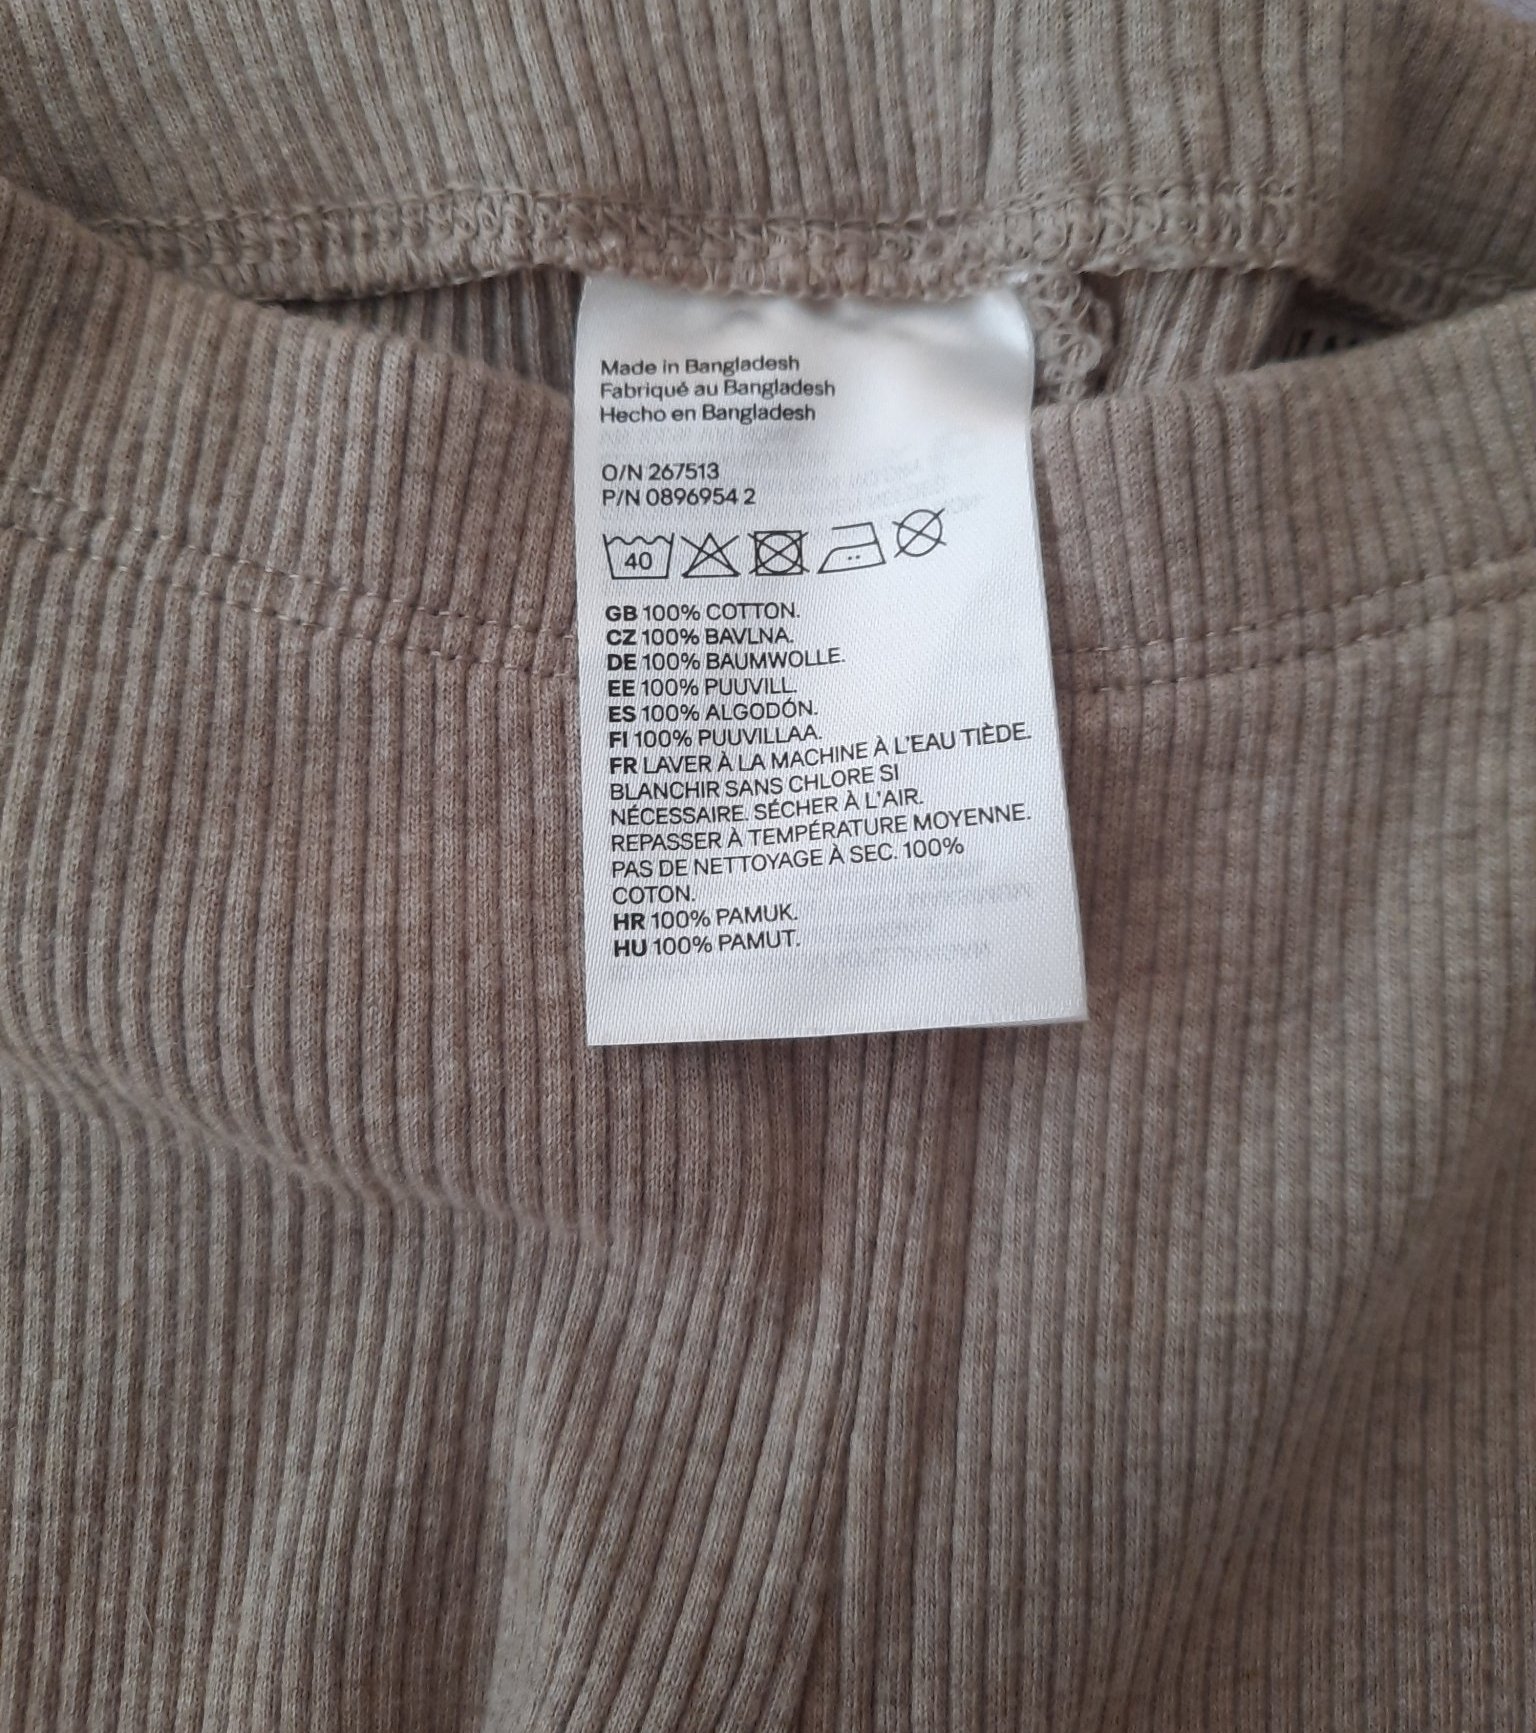 Made in Bangladesh
Fabriqué au Bangladesh
Hecho en Bangladesh
O/N 267513
P/N 0896954 2
40
GB 100% COTTON.
CZ 100% BAVLNA.
DE 100% BAUMWOLLE.
EE 100% PUUVILL.
ES 100% ALGODÓN.
FI 100% PUUVILLAA.
FR LAVER À LA MACHINE À L'EAU TIÈDE.
BLANCHIR SANS CHLORE SI
NÉCESSAIRE. SÉCHER À L'AIR.
REPASSER À TEMPÉRATURE MOYENNE.
PAS DE NETTOYAGE À SEC. 100%
COTON.
HR 100% PAMUK.
HU 100% PAMUT.